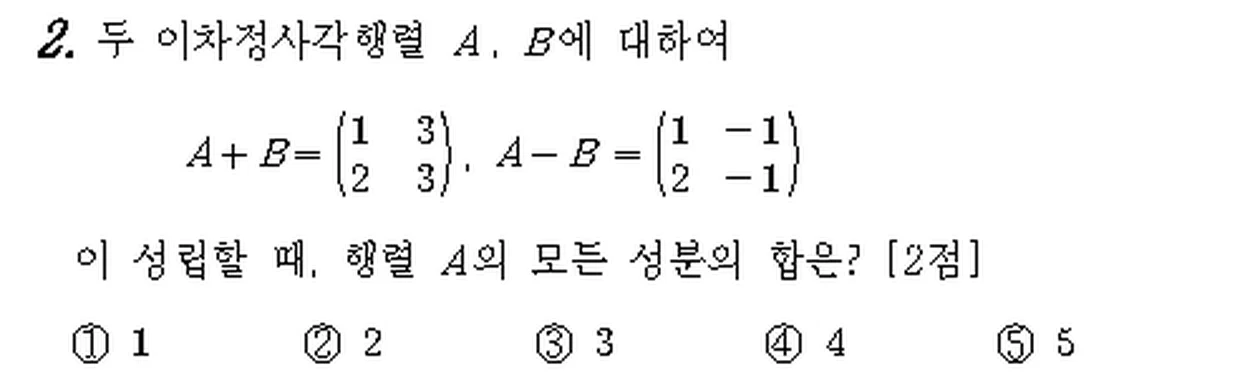 2. 두 이차정사각행렬 A, B에 대하여
A+B=(1 3; 2 3), A-B=(1 -1; 2 -1)
이 성립할 때, 행렬 A의 모든 성분의 합은? [2점]
① 1 ② 2 ③ 3 ④ 4 ⑤ 5